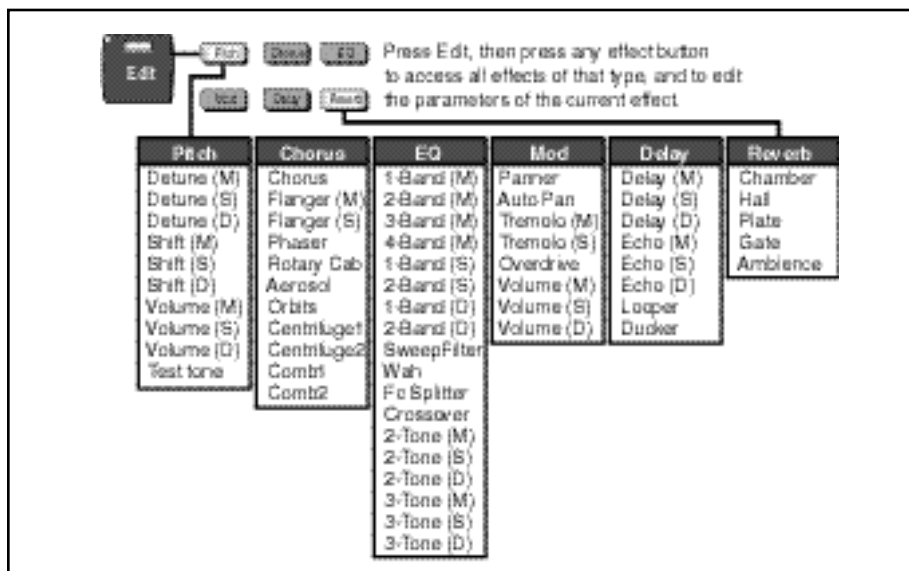 Edit
Pitch Chorus EQ
Mod Delay Reverb
Press Edit, then press any effect button
to access all effects of that type, and to edit
the parameters of the current effect.
Pitch
Detune (M)
Detune (S)
Detune (D)
Shift (M)
Shift (S)
Shift (D)
Volume (M)
Volume (S)
Volume (D)
Test tone
Chorus
Chorus
Flanger (M)
Flanger (S)
Phaser
Rotary Cab
Aerosol
Orbits
Centrifuge1
Centrifuge2
Comb1
Comb2
EQ
1-Band (M)
2-Band (M)
3-Band (M)
4-Band (M)
1-Band (S)
2-Band (S)
1-Band (D)
2-Band (D)
SweepFilter
Wah
Fc Splitter
Crossover
2-Tone (M)
2-Tone (S)
2-Tone (D)
3-Tone (M)
3-Tone (S)
3-Tone (D)
Mod
Panner
Auto Pan
Tremolo (M)
Tremolo (S)
Overdrive
Volume (M)
Volume (S)
Volume (D)
Delay
Delay (M)
Delay (S)
Delay (D)
Echo (M)
Echo (S)
Echo (D)
Looper
Ducker
Reverb
Chamber
Hall
Plate
Gate
Ambience